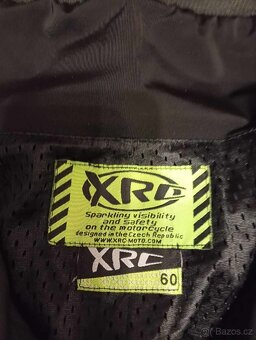 XRC
Sparkling visibility
and safety
on the motorcycle
designed in the Czech Republic
WWW.XRC-MOTO.COM
XRC
60
Bazoš.cz